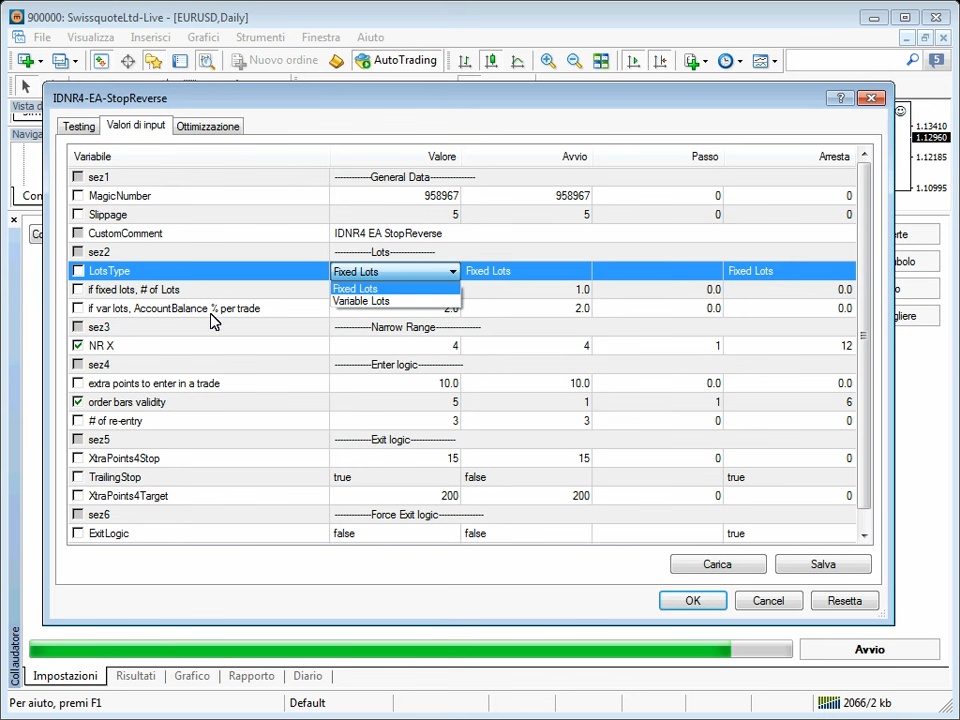 900000: SwissquoteLtd-Live - [EURUSD,Daily]
File Visualizza Inserisci Grafici Strumenti Finestra Aiuto
Nuovo ordine AutoTrading 5
Vista d
IDNR4-EA-StopReverse
Naviga
Con
Co
Testing Valori di input Ottimizzazione
1.13410
1.12960
1.12185
1.10995
Variabile Valore Avvio Passo Arresta
sez1 -------------General Data---------------
MagicNumber 958967 958967 0 0
Slippage 5 5 0 0
CustomComment IDNR4 EA StopReverse
sez2 -------------Lots---------------
LotsType Fixed Lots Fixed Lots Fixed Lots
Fixed Lots
Variable Lots
if fixed lots, # of Lots 1.0 0.0 0.0
if var lots, AccountBalance % per trade 2.0 2.0 0.0 0.0
sez3 -------------Narrow Range---------------
NR X 4 4 1 12
sez4 -------------Enter logic---------------
extra points to enter in a trade 10.0 10.0 0.0 0.0
order bars validity 5 1 1 6
# of re-entry 3 3 0 0
sez5 -------------Exit logic---------------
XtraPoints4Stop 15 15 0 0
TrailingStop true false true
XtraPoints4Target 200 200 0 0
sez6 -------------Force Exit logic---------------
ExitLogic false false true
erte
bolo
o
gliere
Carica Salva
OK Cancel Resetta
Collaudatore
Avvio
Impostazioni Risultati Grafico Rapporto Diario
Per aiuto, premi F1 Default 2066/2 kb